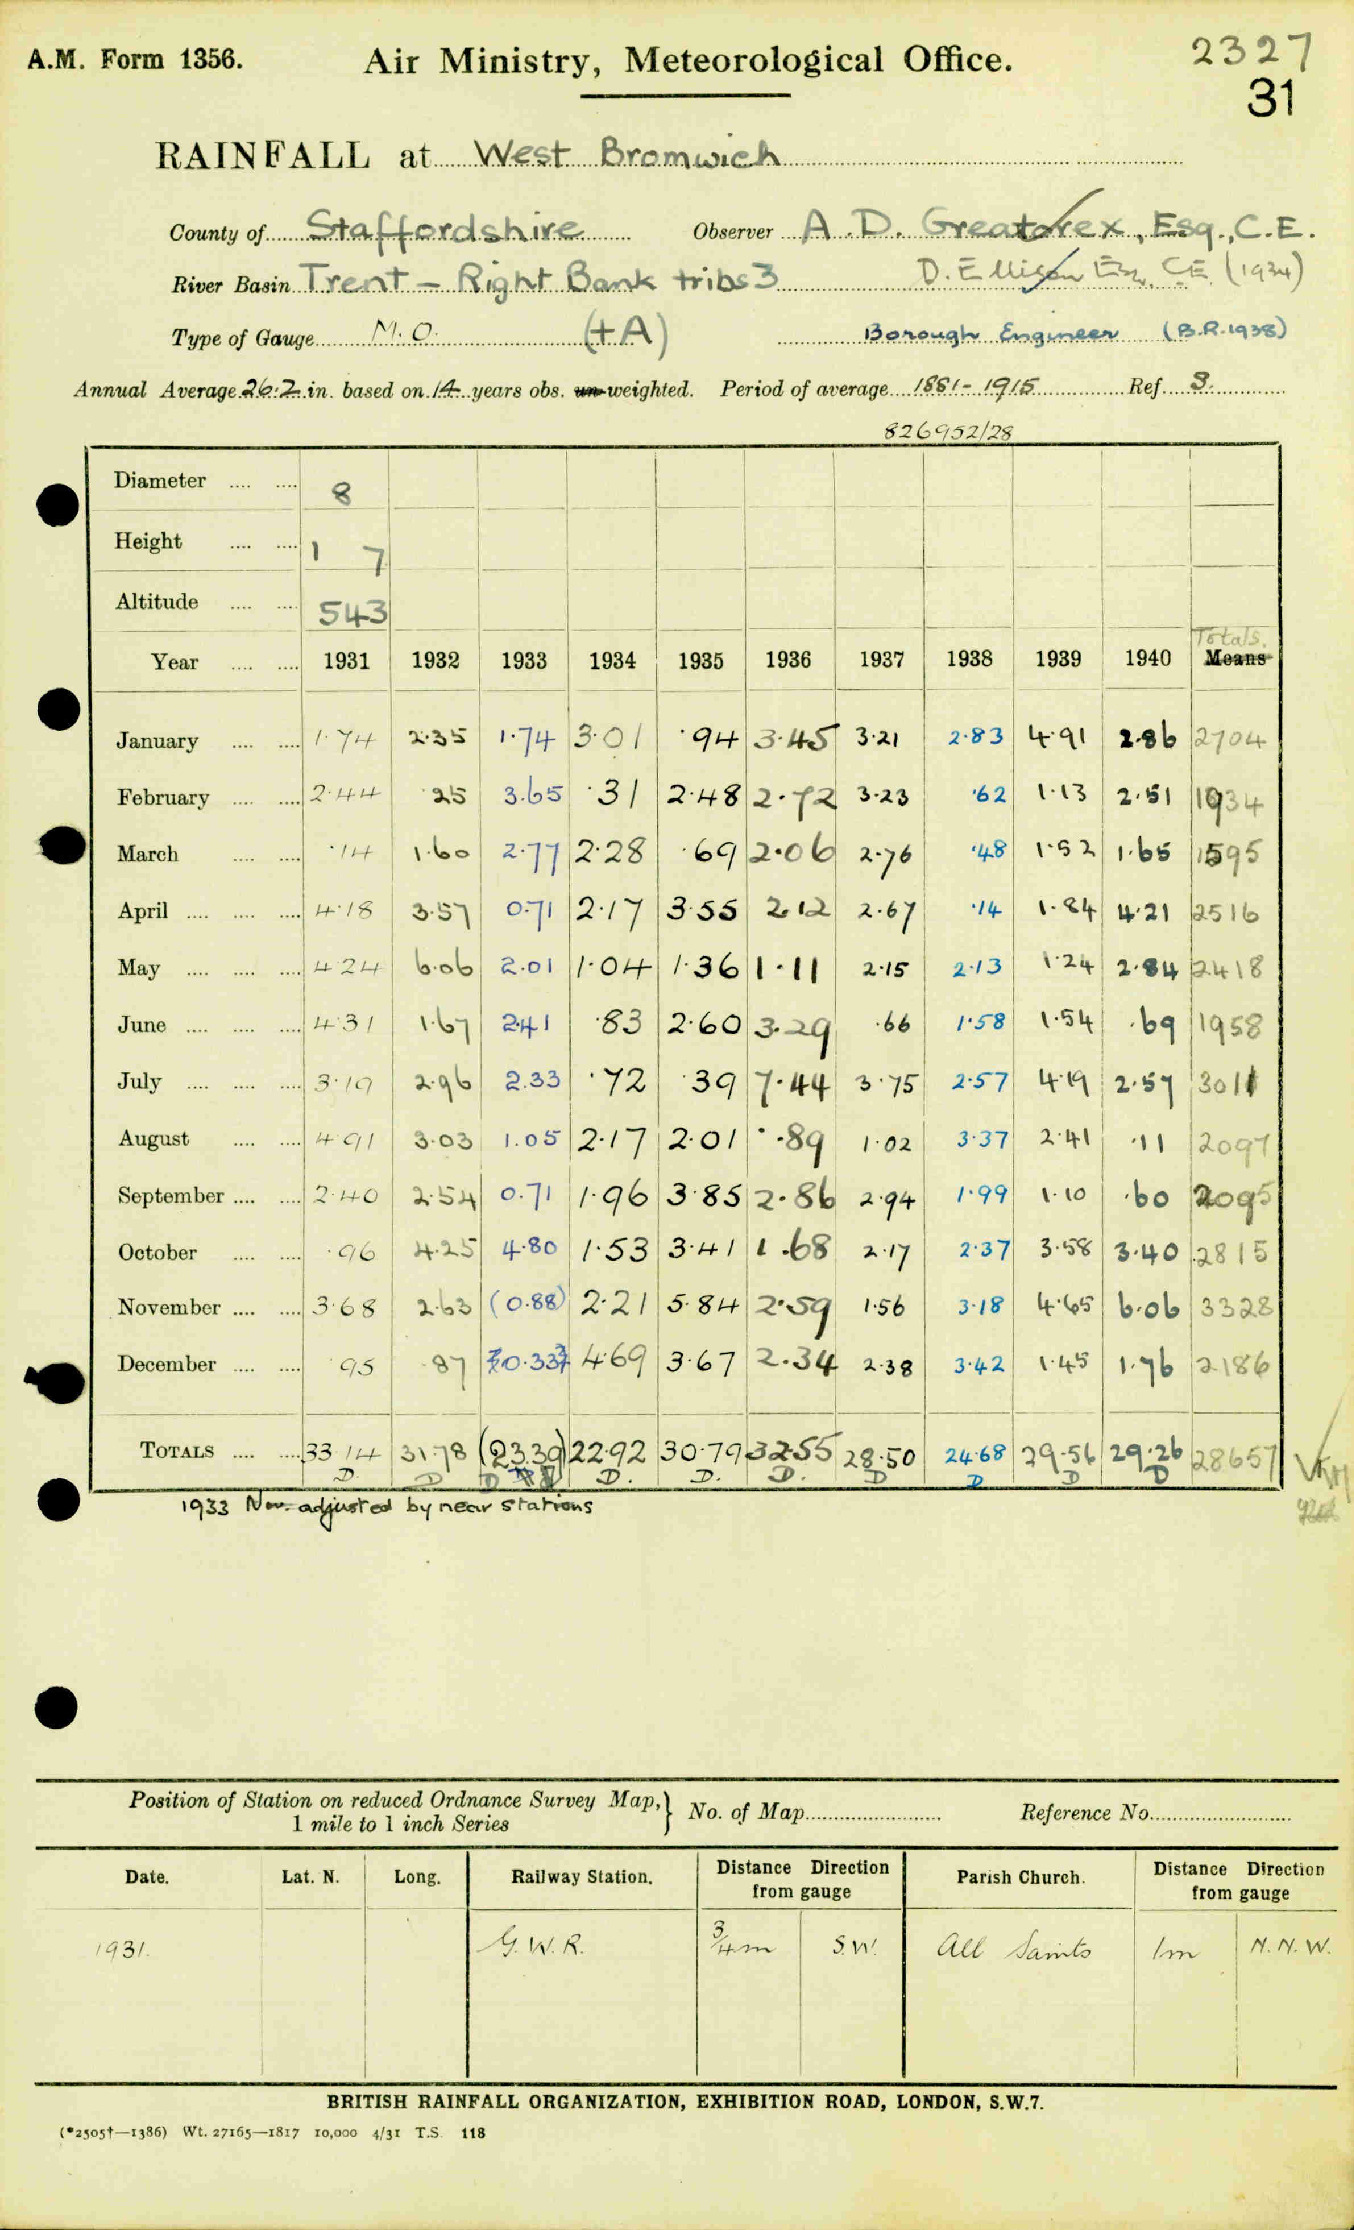 A.M. Form 1356. Air Ministry, Meteorological Office. 2327
31
RAINFALL at West Bromwich
County of Staffordshire Observer A.D. Greatorex, Esq., C.E.
River Basin Trent – Right Bank tribs 3 D. Ellison Esq. C.E. (1934)
Type of Gauge M.O. (+A) Borough Engineer (B.R. 1938)
Annual Average 26.2 in. based on 14 years obs. un-weighted. Period of average 1881-1915 Ref. S.
826952/28
Diameter .... .... 8
Height .... .... 1 7
Altitude .... .... 543
Totals.
Year .... .... 1931 1932 1933 1934 1935 1936 1937 1938 1939 1940 Means
January .... .... 1.74 2.35 1.74 3.01 .94 3.45 3.21 2.83 4.91 2.86 2704
February .... .... 2.44 .25 3.65 .31 2.48 2.72 3.23 .62 1.13 2.51 1934
March .... .... .14 1.60 2.77 2.28 .69 2.06 2.76 .48 1.52 1.65 1595
April .... .... .... 4.18 3.57 0.71 2.17 3.55 2.12 2.67 .14 1.84 4.21 2516
May .... .... .... 4.24 6.06 2.01 1.04 1.36 1.11 2.15 2.13 1.24 2.84 2418
June .... .... .... 4.31 1.67 2.41 .83 2.60 3.29 .66 1.58 1.54 .69 1958
July .... .... .... 3.19 2.96 2.33 .72 .39 7.44 3.75 2.57 4.19 2.57 3011
August .... .... 4.91 3.03 1.05 2.17 2.01 .89 1.02 3.37 2.41 .11 2097
September .... .... 2.40 2.54 0.71 1.96 3.85 2.86 2.94 1.99 1.10 .60 2095
October .... .... .96 4.25 4.80 1.53 3.41 1.68 2.17 2.37 3.58 3.40 2815
November .... .... 3.68 2.63 (0.88) 2.21 5.84 2.59 1.56 3.18 4.65 6.06 3328
December .... .... .95 .87 0.33 4.69 3.67 2.34 2.38 3.42 1.45 1.76 2186
TOTALS .... .... 33.14 31.78 (23.39) 22.92 30.79 32.55 28.50 24.68 29.56 29.26 28657
D D D D. D. D. D D D D
1933 Nov. adjusted by near stations
Position of Station on reduced Ordnance Survey Map, } No. of Map Reference No.
1 mile to 1 inch Series
Date. Lat. N. Long. Railway Station. Distance Direction from gauge Parish Church. Distance Direction from gauge
1931. G.W.R. 3/4m S.W. All Saints 1m N.N.W.
BRITISH RAINFALL ORGANIZATION, EXHIBITION ROAD, LONDON, S.W.7.
(*2505†—1386) Wt. 27165—1817 10,000 4/31 T.S. 118